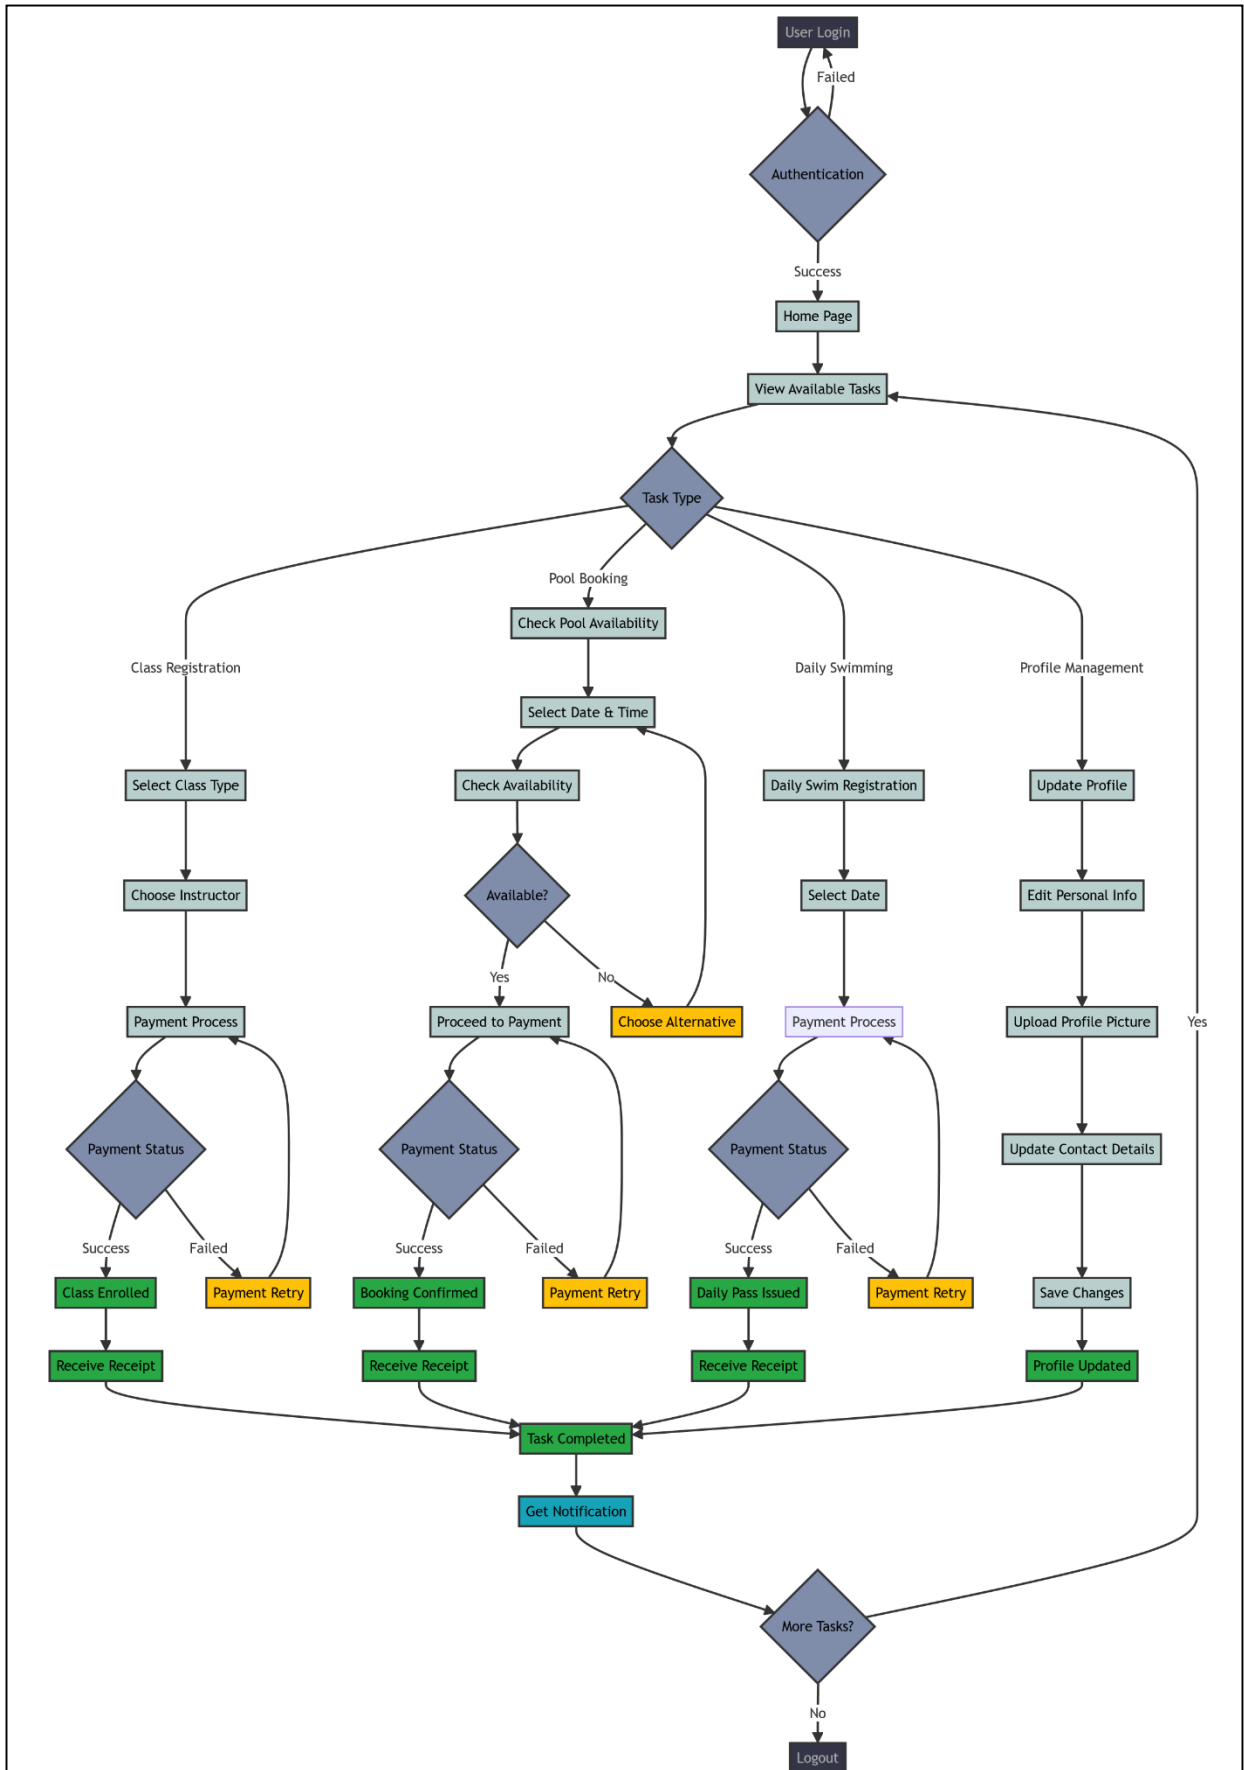 User Login
Failed
Authentication
Success
Home Page
View Available Tasks
Task Type
Pool Booking
Check Pool Availability
Class Registration
Daily Swimming
Profile Management
Select Date & Time
Select Class Type
Check Availability
Daily Swim Registration
Update Profile
Choose Instructor
Available?
Select Date
Edit Personal Info
Yes
No
Payment Process
Proceed to Payment
Choose Alternative
Payment Process
Upload Profile Picture
Yes
Payment Status
Payment Status
Payment Status
Update Contact Details
Success
Failed
Success
Failed
Success
Failed
Class Enrolled
Payment Retry
Booking Confirmed
Payment Retry
Daily Pass Issued
Payment Retry
Save Changes
Receive Receipt
Receive Receipt
Receive Receipt
Profile Updated
Task Completed
Get Notification
More Tasks?
No
Logout